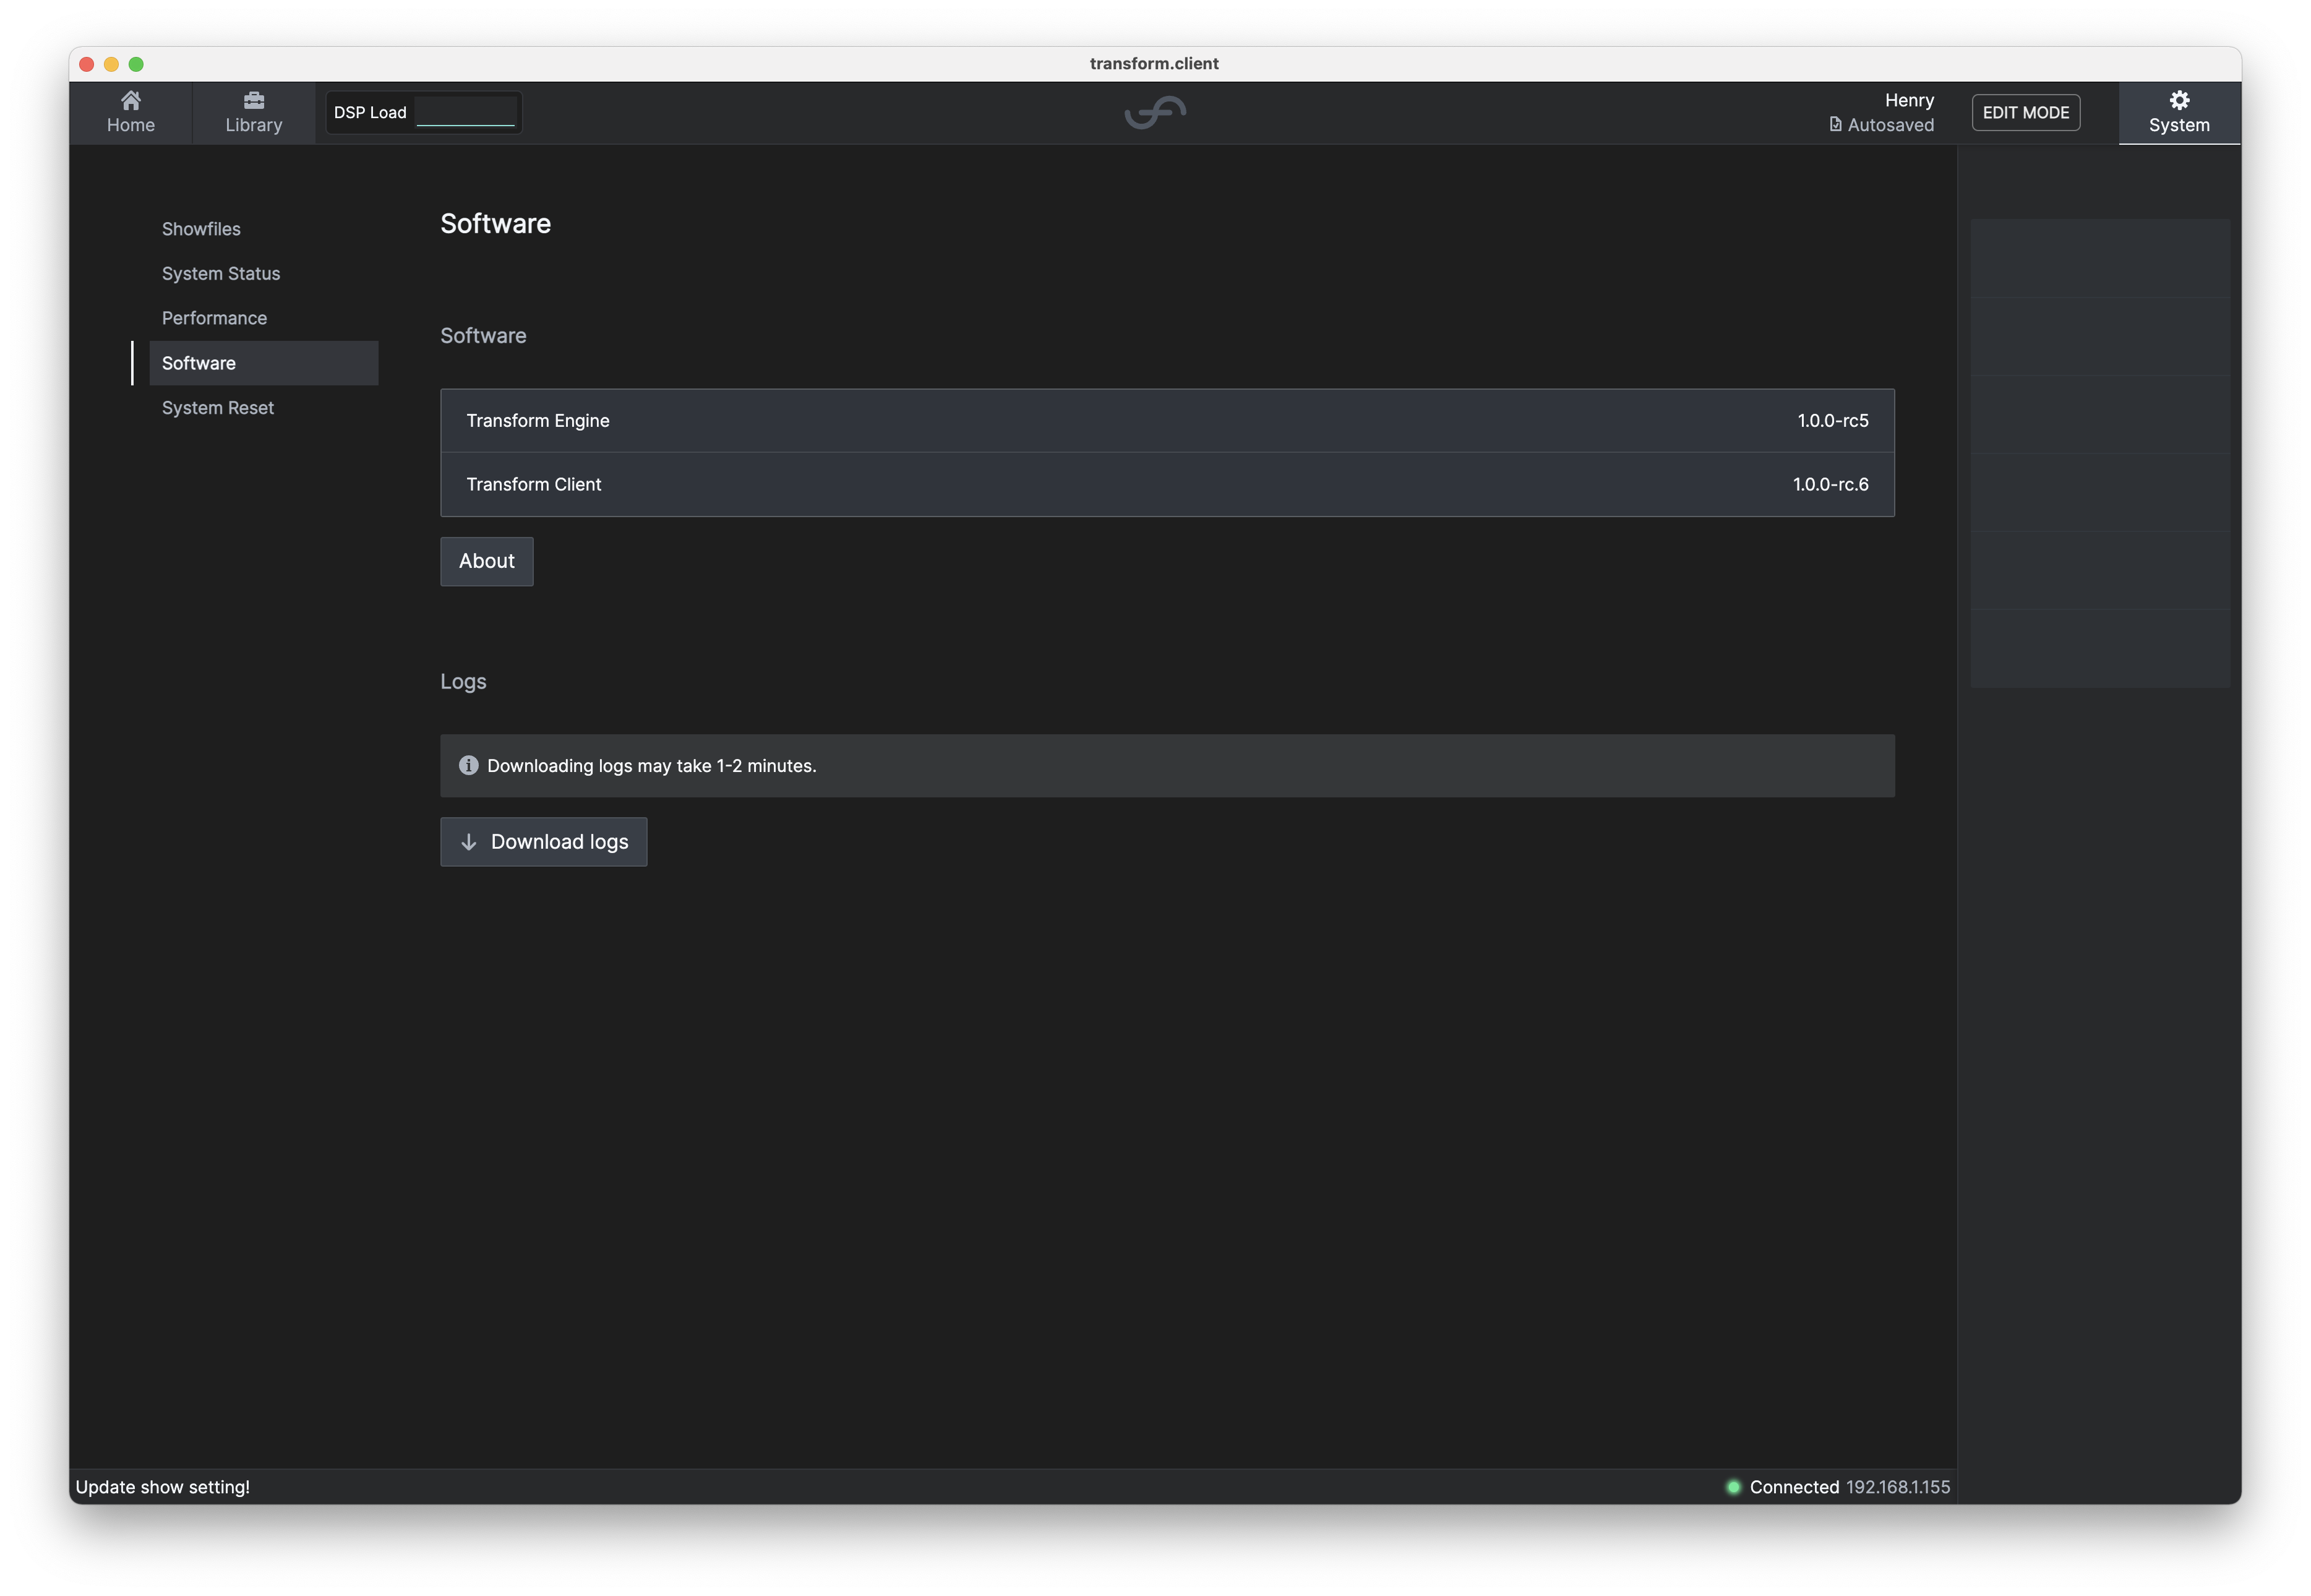 transform.client
Home
Library
DSP Load
Henry
Autosaved
EDIT MODE
System
Showfiles
System Status
Performance
Software
System Reset
Software
Software
Transform Engine 1.0.0-rc5
Transform Client 1.0.0-rc.6
About
Logs
Downloading logs may take 1-2 minutes.
Download logs
Update show setting!
Connected 192.168.1.155